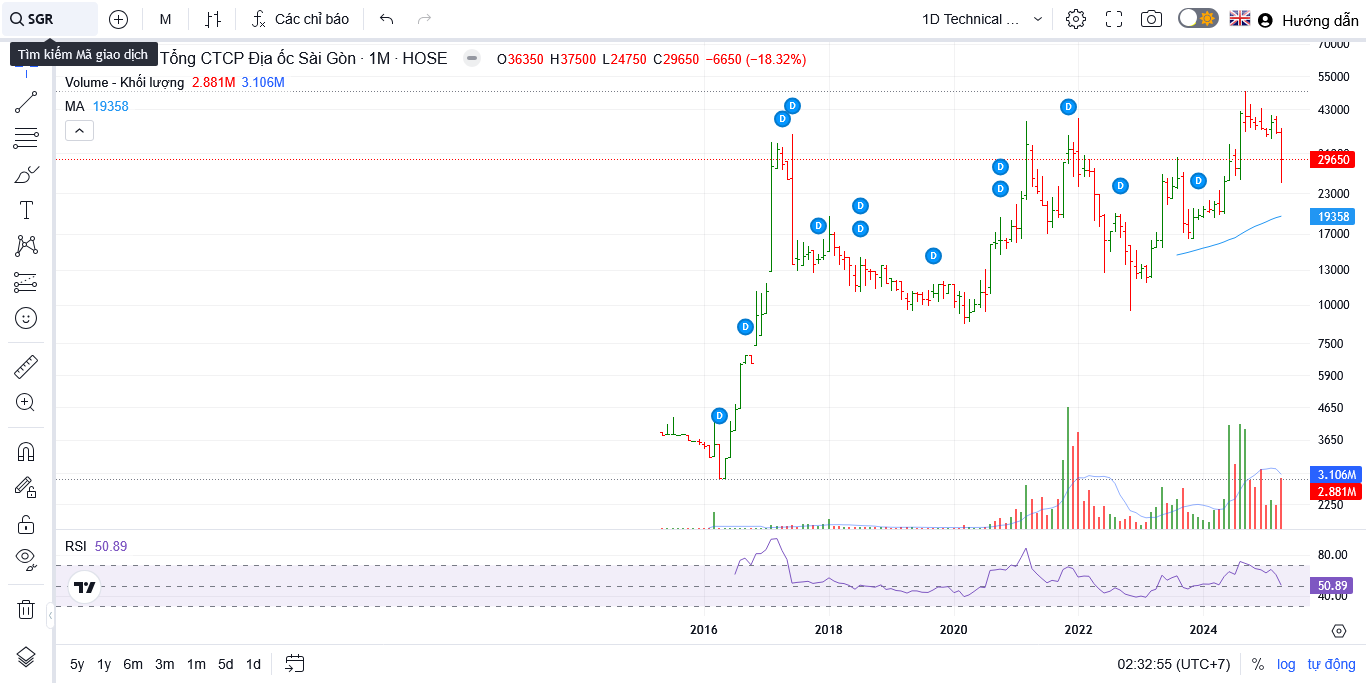 SGR
M
Các chỉ báo
1D Technical ...
Hướng dẫn
Tìm kiếm Mã giao dịch
Tổng CTCP Địa ốc Sài Gòn · 1M · HOSE
O36350 H37500 L24750 C29650 −6650 (−18.32%)
Volume - Khối lượng 2.881M 3.106M
MA 19358
70000
55000
43000
29650
23000
19358
17000
13000
10000
7500
5900
4650
3650
3.106M
2.881M
2250
D
D
D
D
D
D
D
D
D
D
D
D
D
RSI 50.89
80.00
50.89
40.00
2016
2018
2020
2022
2024
5y 1y 6m 3m 1m 5d 1d
02:32:55 (UTC+7)
% log tự động